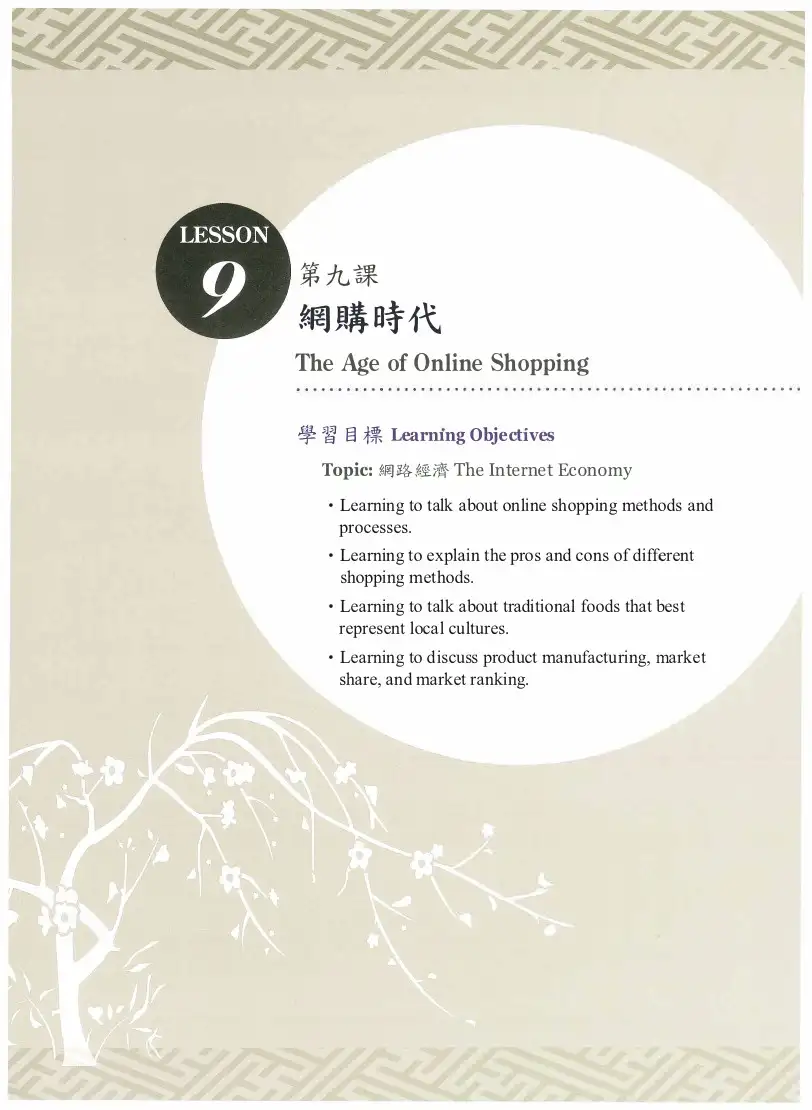 LESSON
9
第九課
網購時代
The Age of Online Shopping
學習目標 Learning Objectives
Topic: 網路經濟 The Internet Economy
・Learning to talk about online shopping methods and
processes.
・Learning to explain the pros and cons of different
shopping methods.
・Learning to talk about traditional foods that best
represent local cultures.
・Learning to discuss product manufacturing, market
share, and market ranking.